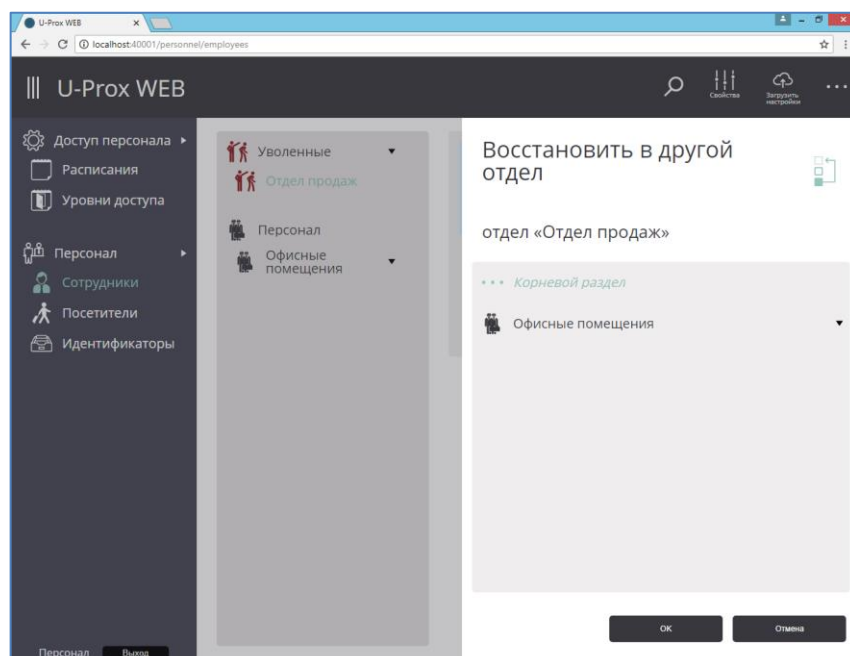 U-Prox WEB
localhost:40001/personnel/employees
U-Prox WEB
Свойства
Загрузить
настройки
Доступ персонала
Расписания
Уровни доступа
Персонал
Сотрудники
Посетители
Идентификаторы
Персонал
Выход
Уволенные
Отдел продаж
Персонал
Офисные
помещения
Восстановить в другой
отдел
отдел «Отдел продаж»
Корневой раздел
Офисные помещения
ОК
Отмена